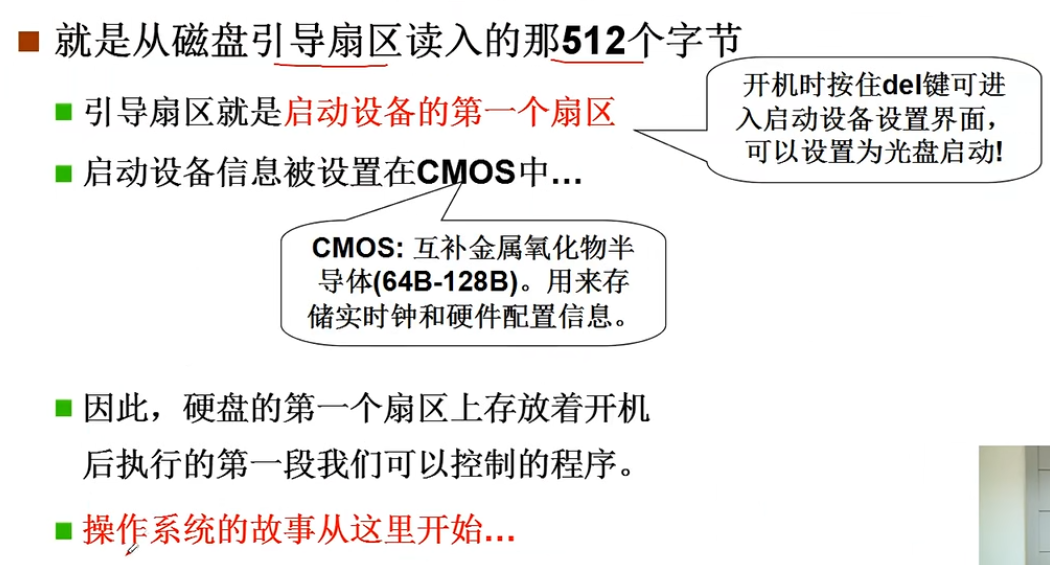 就是从磁盘引导扇区读入的那512个字节
开机时按住del键可进
入启动设备设置界面，
可以设置为光盘启动!
引导扇区就是启动设备的第一个扇区
启动设备信息被设置在CMOS中...
CMOS: 互补金属氧化物半
导体(64B-128B)。用来存
储实时钟和硬件配置信息。
因此，硬盘的第一个扇区上存放着开机
后执行的第一段我们可以控制的程序。
操作系统的故事从这里开始...